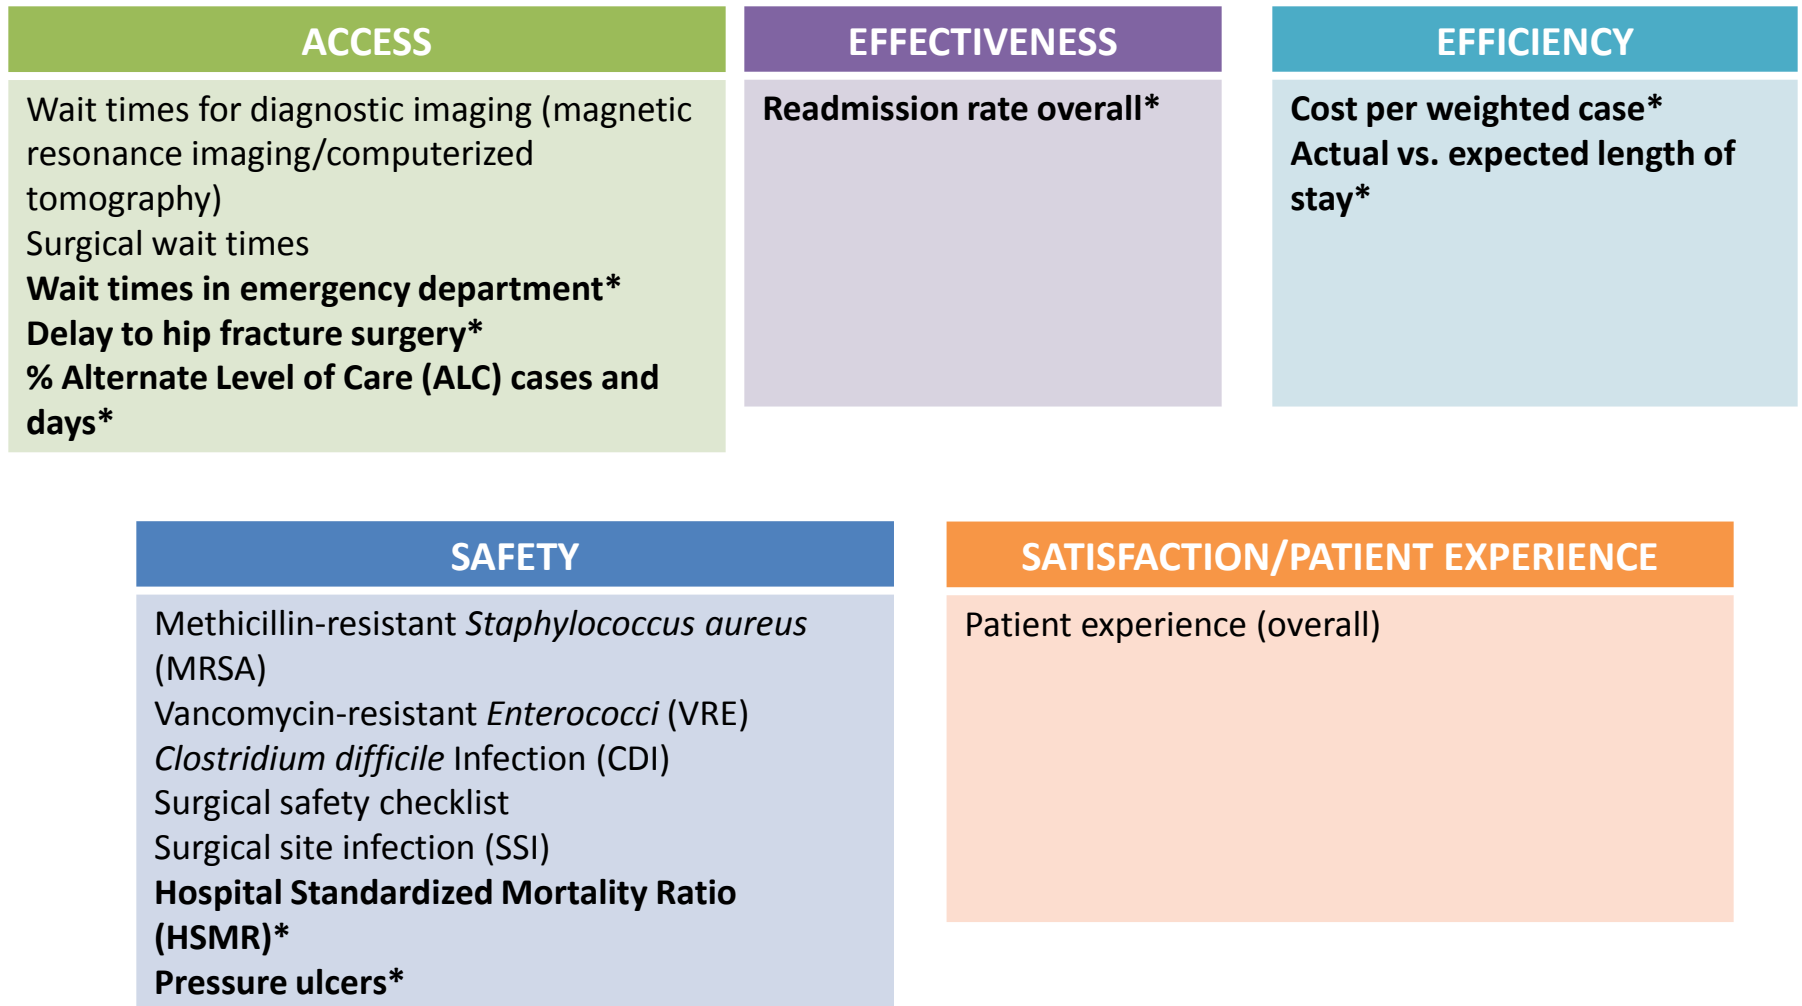 ACCESS
Wait times for diagnostic imaging (magnetic
resonance imaging/computerized
tomography)
Surgical wait times
Wait times in emergency department*
Delay to hip fracture surgery*
% Alternate Level of Care (ALC) cases and
days*
EFFECTIVENESS
Readmission rate overall*
EFFICIENCY
Cost per weighted case*
Actual vs. expected length of
stay*
SAFETY
Methicillin-resistant Staphylococcus aureus
(MRSA)
Vancomycin-resistant Enterococci (VRE)
Clostridium difficile Infection (CDI)
Surgical safety checklist
Surgical site infection (SSI)
Hospital Standardized Mortality Ratio
(HSMR)*
Pressure ulcers*
SATISFACTION/PATIENT EXPERIENCE
Patient experience (overall)